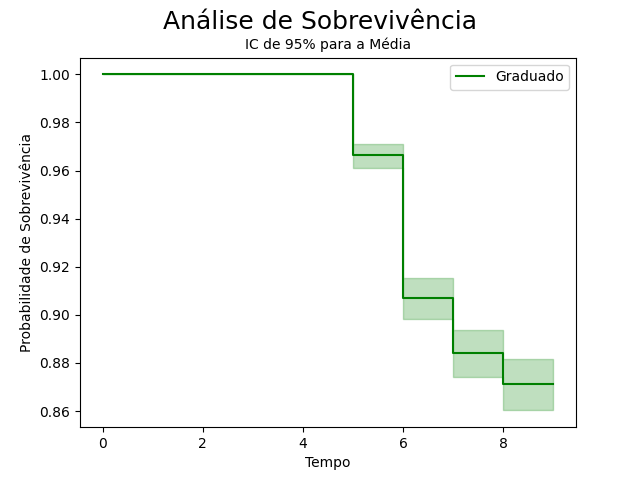 Análise de Sobrevivência
IC de 95% para a Média
Graduado
1.00
0.98
0.96
0.94
0.92
0.90
0.88
0.86
Probabilidade de Sobrevivência
0 2 4 6 8
Tempo